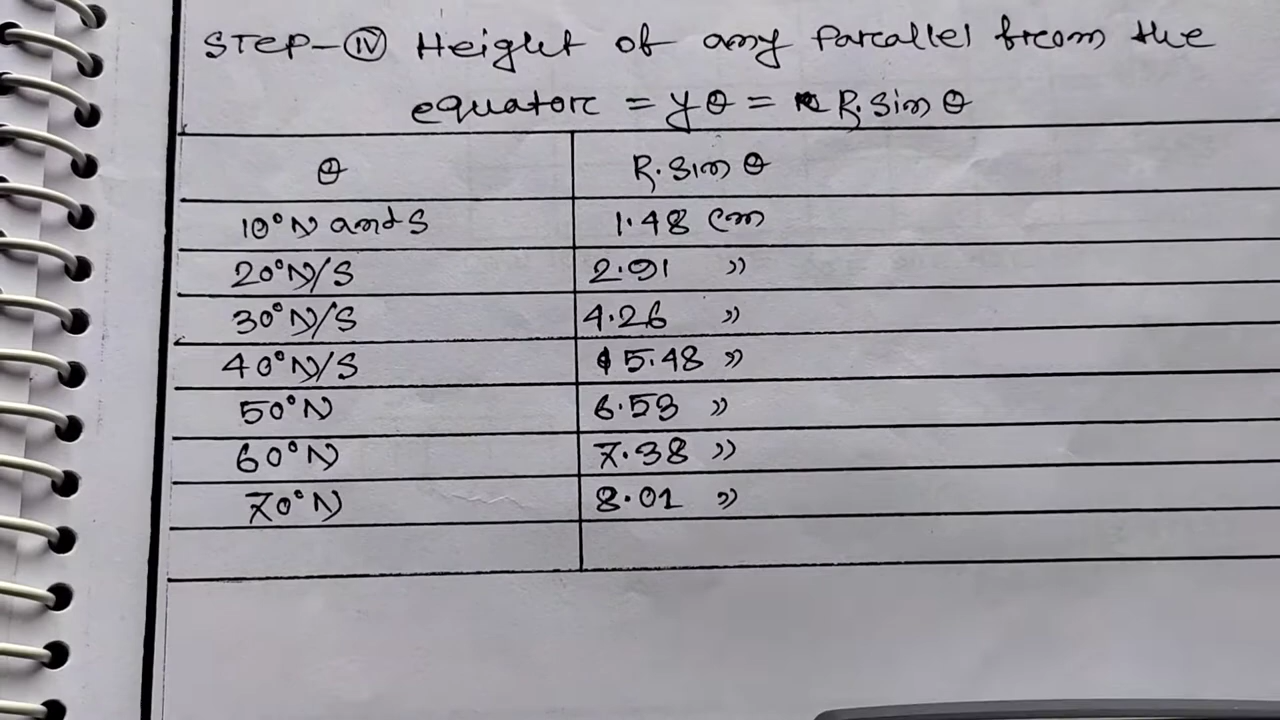 STEP-IV Height of any Parallel from the
equator = yθ = R.Sin θ
θ R.Sin θ
10°N and S 1.48 Cm
20°N/S 2.91 "
30°N/S 4.26 "
40°N/S 5.48 "
50°N 6.53 "
60°N 7.38 "
70°N 8.01 "